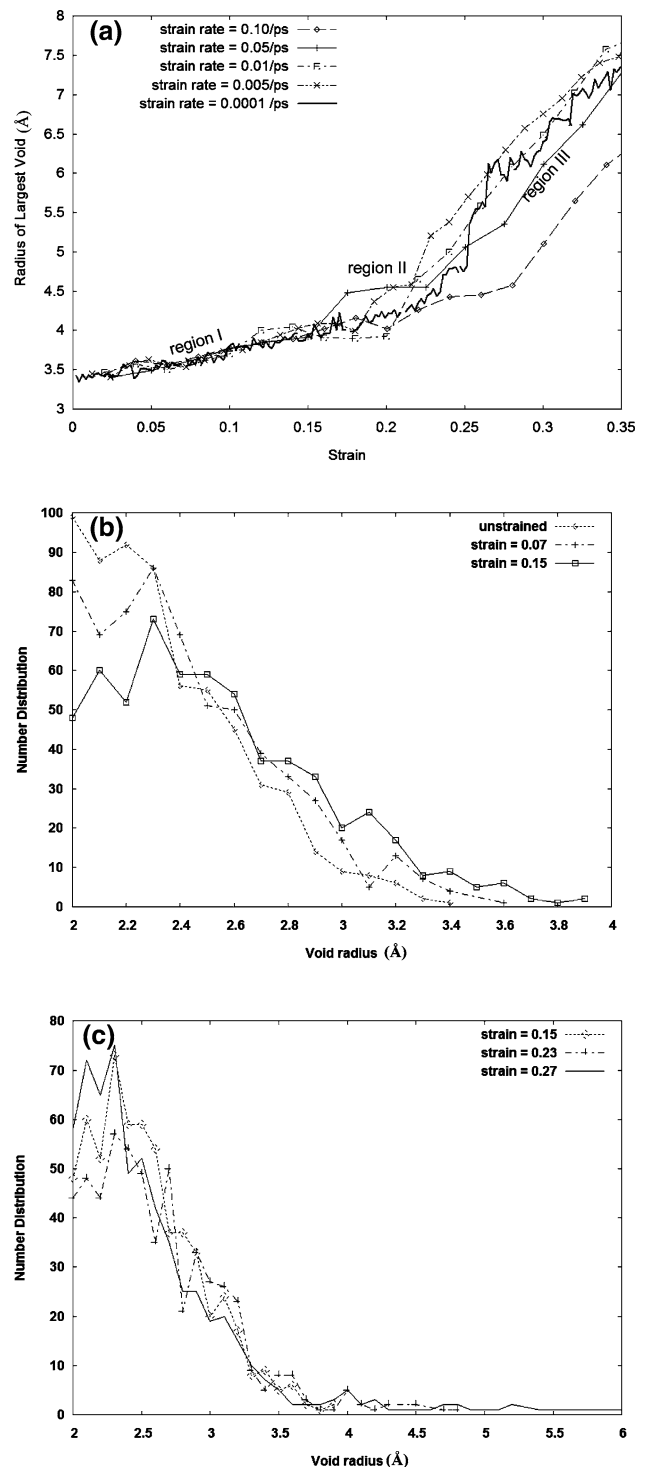 (a)
strain rate = 0.10/ps
strain rate = 0.05/ps
strain rate = 0.01/ps
strain rate = 0.005/ps
strain rate = 0.0001 /ps
8
7.5
7
6.5
6
5.5
5
4.5
4
3.5
3
Radius of Largest Void (Å)
region I
region II
region III
0 0.05 0.1 0.15 0.2 0.25 0.3 0.35
Strain
(b)
unstrained
strain = 0.07
strain = 0.15
100
90
80
70
60
50
40
30
20
10
0
Number Distribution
2 2.2 2.4 2.6 2.8 3 3.2 3.4 3.6 3.8 4
Void radius (Å)
(c)
strain = 0.15
strain = 0.23
strain = 0.27
80
70
60
50
40
30
20
10
0
Number Distribution
2 2.5 3 3.5 4 4.5 5 5.5 6
Void radius (Å)